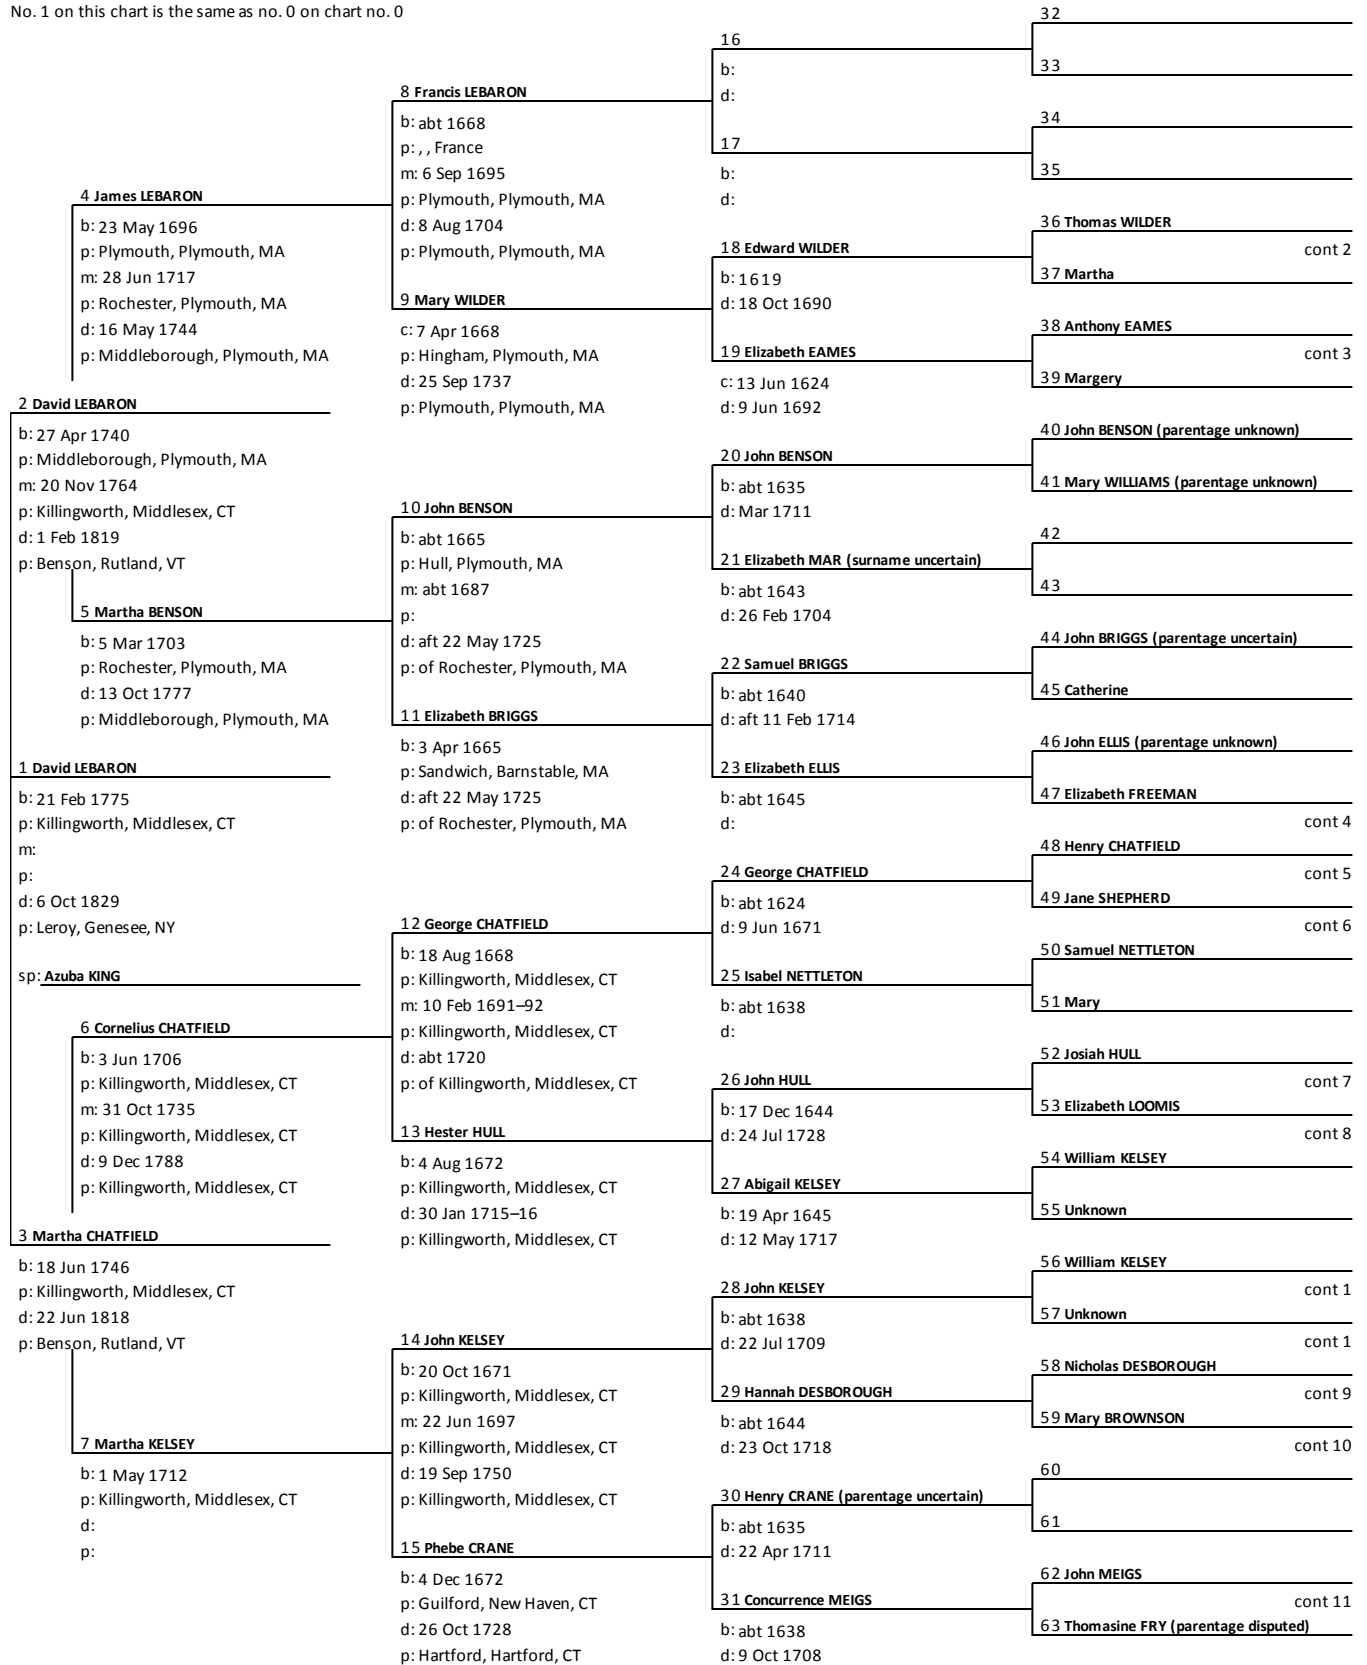 No. 1 on this chart is the same as no. 0 on chart no. 0
4 James LEBARON
b: 23 May 1696
p: Plymouth, Plymouth, MA
m: 28 Jun 1717
p: Rochester, Plymouth, MA
d: 16 May 1744
p: Middleborough, Plymouth, MA
2 David LEBARON
b: 27 Apr 1740
p: Middleborough, Plymouth, MA
m: 20 Nov 1764
p: Killingworth, Middlesex, CT
d: 1 Feb 1819
p: Benson, Rutland, VT
5 Martha BENSON
b: 5 Mar 1703
p: Rochester, Plymouth, MA
d: 13 Oct 1777
p: Middleborough, Plymouth, MA
1 David LEBARON
b: 21 Feb 1775
p: Killingworth, Middlesex, CT
m:
p:
d: 6 Oct 1829
p: Leroy, Genesee, NY
sp: Azuba KING
6 Cornelius CHATFIELD
b: 3 Jun 1706
p: Killingworth, Middlesex, CT
m: 31 Oct 1735
p: Killingworth, Middlesex, CT
d: 9 Dec 1788
p: Killingworth, Middlesex, CT
3 Martha CHATFIELD
b: 18 Jun 1746
p: Killingworth, Middlesex, CT
d: 22 Jun 1818
p: Benson, Rutland, VT
7 Martha KELSEY
b: 1 May 1712
p: Killingworth, Middlesex, CT
d:
p:
8 Francis LEBARON
b: abt 1668
p: , , France
m: 6 Sep 1695
p: Plymouth, Plymouth, MA
d: 8 Aug 1704
p: Plymouth, Plymouth, MA
9 Mary WILDER
c: 7 Apr 1668
p: Hingham, Plymouth, MA
d: 25 Sep 1737
p: Plymouth, Plymouth, MA
10 John BENSON
b: abt 1665
p: Hull, Plymouth, MA
m: abt 1687
p:
d: aft 22 May 1725
p: of Rochester, Plymouth, MA
11 Elizabeth BRIGGS
b: 3 Apr 1665
p: Sandwich, Barnstable, MA
d: aft 22 May 1725
p: of Rochester, Plymouth, MA
12 George CHATFIELD
b: 18 Aug 1668
p: Killingworth, Middlesex, CT
m: 10 Feb 1691–92
p: Killingworth, Middlesex, CT
d: abt 1720
p: of Killingworth, Middlesex, CT
13 Hester HULL
b: 4 Aug 1672
p: Killingworth, Middlesex, CT
d: 30 Jan 1715–16
p: Killingworth, Middlesex, CT
14 John KELSEY
b: 20 Oct 1671
p: Killingworth, Middlesex, CT
m: 22 Jun 1697
p: Killingworth, Middlesex, CT
d: 19 Sep 1750
p: Killingworth, Middlesex, CT
15 Phebe CRANE
b: 4 Dec 1672
p: Guilford, New Haven, CT
d: 26 Oct 1728
p: Hartford, Hartford, CT
16
b:
d:
17
b:
d:
18 Edward WILDER
b: 1619
d: 18 Oct 1690
19 Elizabeth EAMES
c: 13 Jun 1624
d: 9 Jun 1692
20 John BENSON
b: abt 1635
d: Mar 1711
21 Elizabeth MAR (surname uncertain)
b: abt 1643
d: 26 Feb 1704
22 Samuel BRIGGS
b: abt 1640
d: aft 11 Feb 1714
23 Elizabeth ELLIS
b: abt 1645
d:
24 George CHATFIELD
b: abt 1624
d: 9 Jun 1671
25 Isabel NETTLETON
b: abt 1638
d:
26 John HULL
b: 17 Dec 1644
d: 24 Jul 1728
27 Abigail KELSEY
b: 19 Apr 1645
d: 12 May 1717
28 John KELSEY
b: abt 1638
d: 22 Jul 1709
29 Hannah DESBOROUGH
b: abt 1644
d: 23 Oct 1718
30 Henry CRANE (parentage uncertain)
b: abt 1635
d: 22 Apr 1711
31 Concurrence MEIGS
b: abt 1638
d: 9 Oct 1708
32
33
34
35
36 Thomas WILDER
cont 2
37 Martha
38 Anthony EAMES
cont 3
39 Margery
40 John BENSON (parentage unknown)
41 Mary WILLIAMS (parentage unknown)
42
43
44 John BRIGGS (parentage uncertain)
45 Catherine
46 John ELLIS (parentage unknown)
47 Elizabeth FREEMAN
cont 4
48 Henry CHATFIELD
cont 5
49 Jane SHEPHERD
cont 6
50 Samuel NETTLETON
51 Mary
52 Josiah HULL
cont 7
53 Elizabeth LOOMIS
cont 8
54 William KELSEY
55 Unknown
56 William KELSEY
cont 1
57 Unknown
cont 1
58 Nicholas DESBOROUGH
cont 9
59 Mary BROWNSON
cont 10
60
61
62 John MEIGS
cont 11
63 Thomasine FRY (parentage disputed)